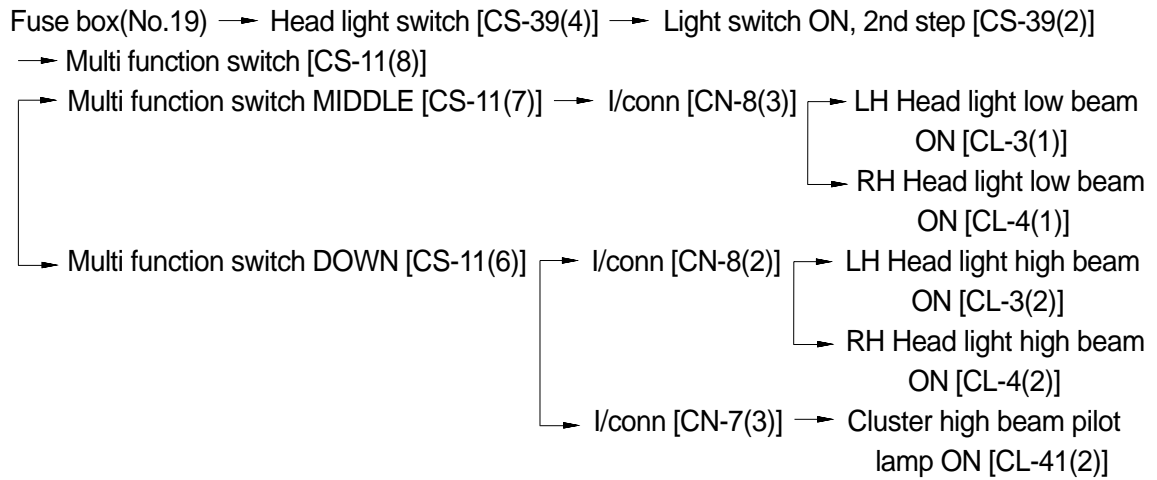 Fuse box(No.19) → Head light switch [CS-39(4)] → Light switch ON, 2nd step [CS-39(2)]
→ Multi function switch [CS-11(8)]
→ Multi function switch MIDDLE [CS-11(7)] → I/conn [CN-8(3)] → LH Head light low beam
ON [CL-3(1)]
→ RH Head light low beam
ON [CL-4(1)]
→ Multi function switch DOWN [CS-11(6)] → I/conn [CN-8(2)] → LH Head light high beam
ON [CL-3(2)]
→ RH Head light high beam
ON [CL-4(2)]
→ I/conn [CN-7(3)] → Cluster high beam pilot
lamp ON [CL-41(2)]